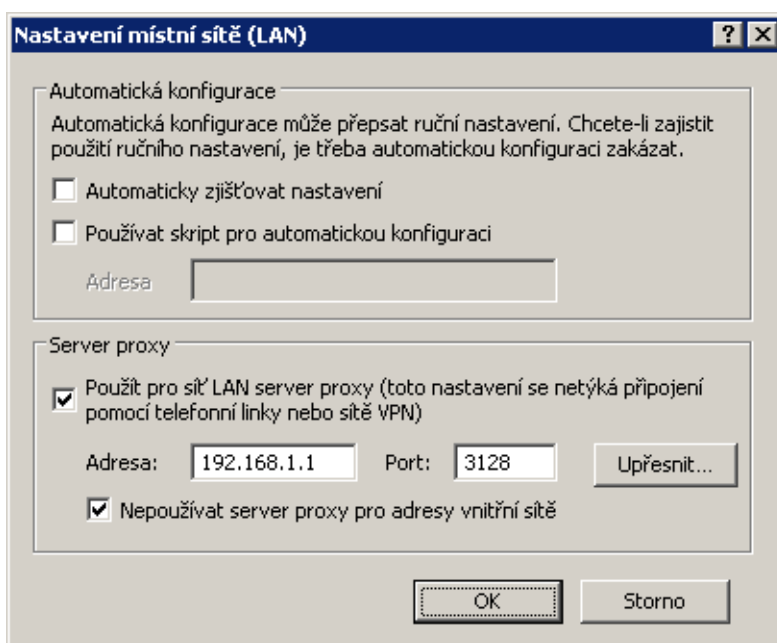 Nastavení místní sítě (LAN)
Automatická konfigurace
Automatická konfigurace může přepsat ruční nastavení. Chcete-li zajistit
použití ručního nastavení, je třeba automatickou konfiguraci zakázat.
Automaticky zjišťovat nastavení
Používat skript pro automatickou konfiguraci
Adresa
Server proxy
Použít pro síť LAN server proxy (toto nastavení se netýká připojení
pomocí telefonní linky nebo sítě VPN)
Adresa: 192.168.1.1 Port: 3128 Upřesnit...
Nepoužívat server proxy pro adresy vnitřní sítě
OK Storno